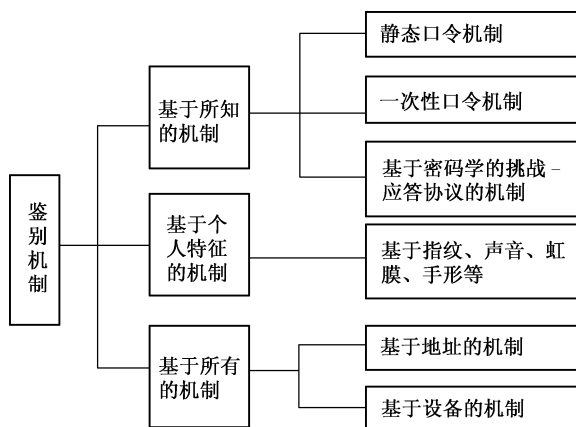 鉴
别
机
制
基于所知
的机制
静态口令机制
一次性口令机制
基于密码学的挑战-
应答协议的机制
基于个
人特征
的机制
基于指纹、声音、虹
膜、手形等
基于所有
的机制
基于地址的机制
基于设备的机制